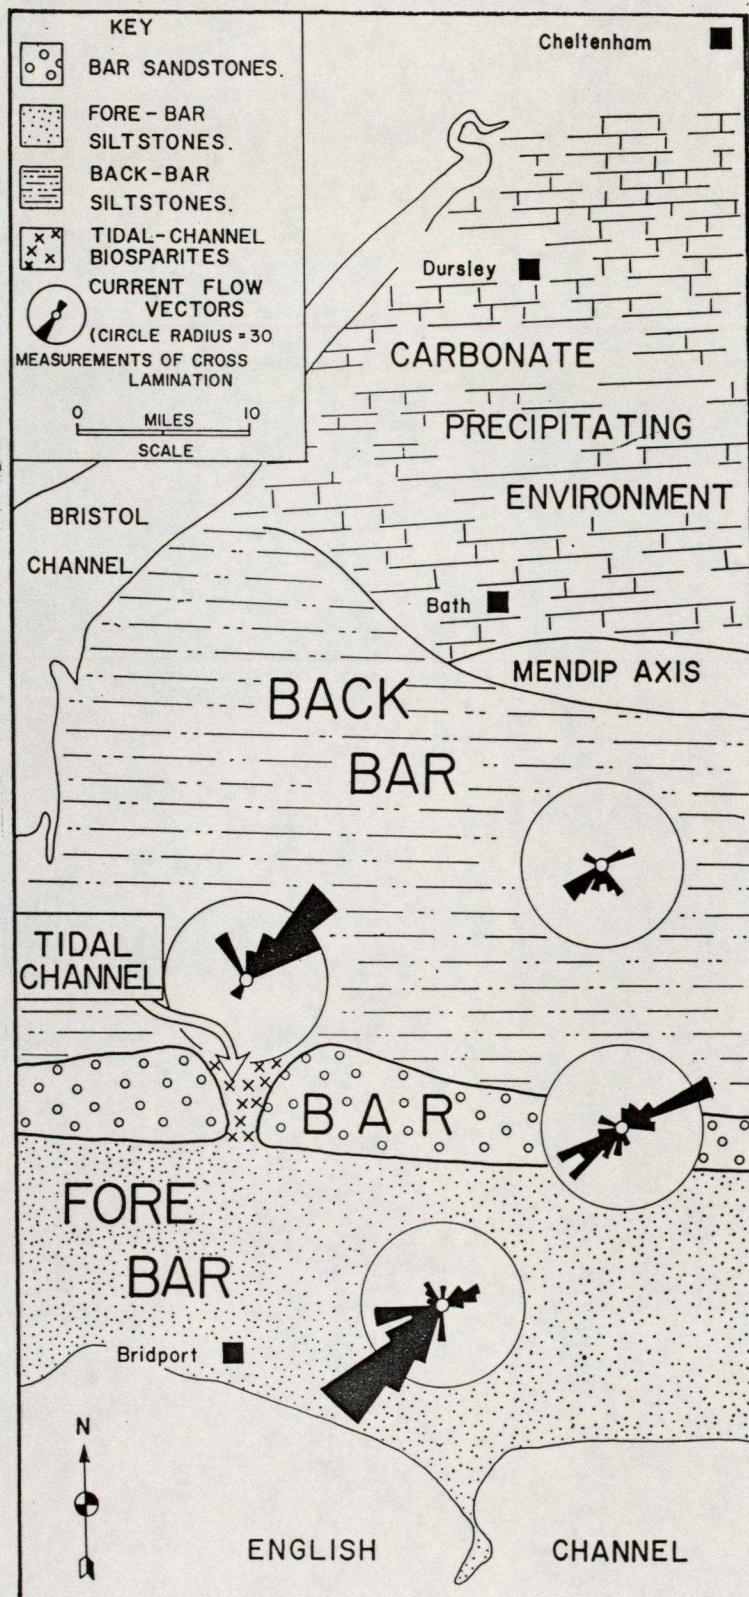 KEY
BAR SANDSTONES.
FORE-BAR
SILTSTONES.
BACK-BAR
SILTSTONES.
TIDAL-CHANNEL
BIOSPARITES
CURRENT FLOW
VECTORS
(CIRCLE RADIUS = 30
MEASUREMENTS OF CROSS
LAMINATION
0 MILES 10
SCALE
Cheltenham
Dursley
CARBONATE
PRECIPITATING
ENVIRONMENT
BRISTOL
CHANNEL
Bath
MENDIP AXIS
BACK
BAR
TIDAL
CHANNEL
BAR
FORE
BAR
Bridport
N
ENGLISH CHANNEL